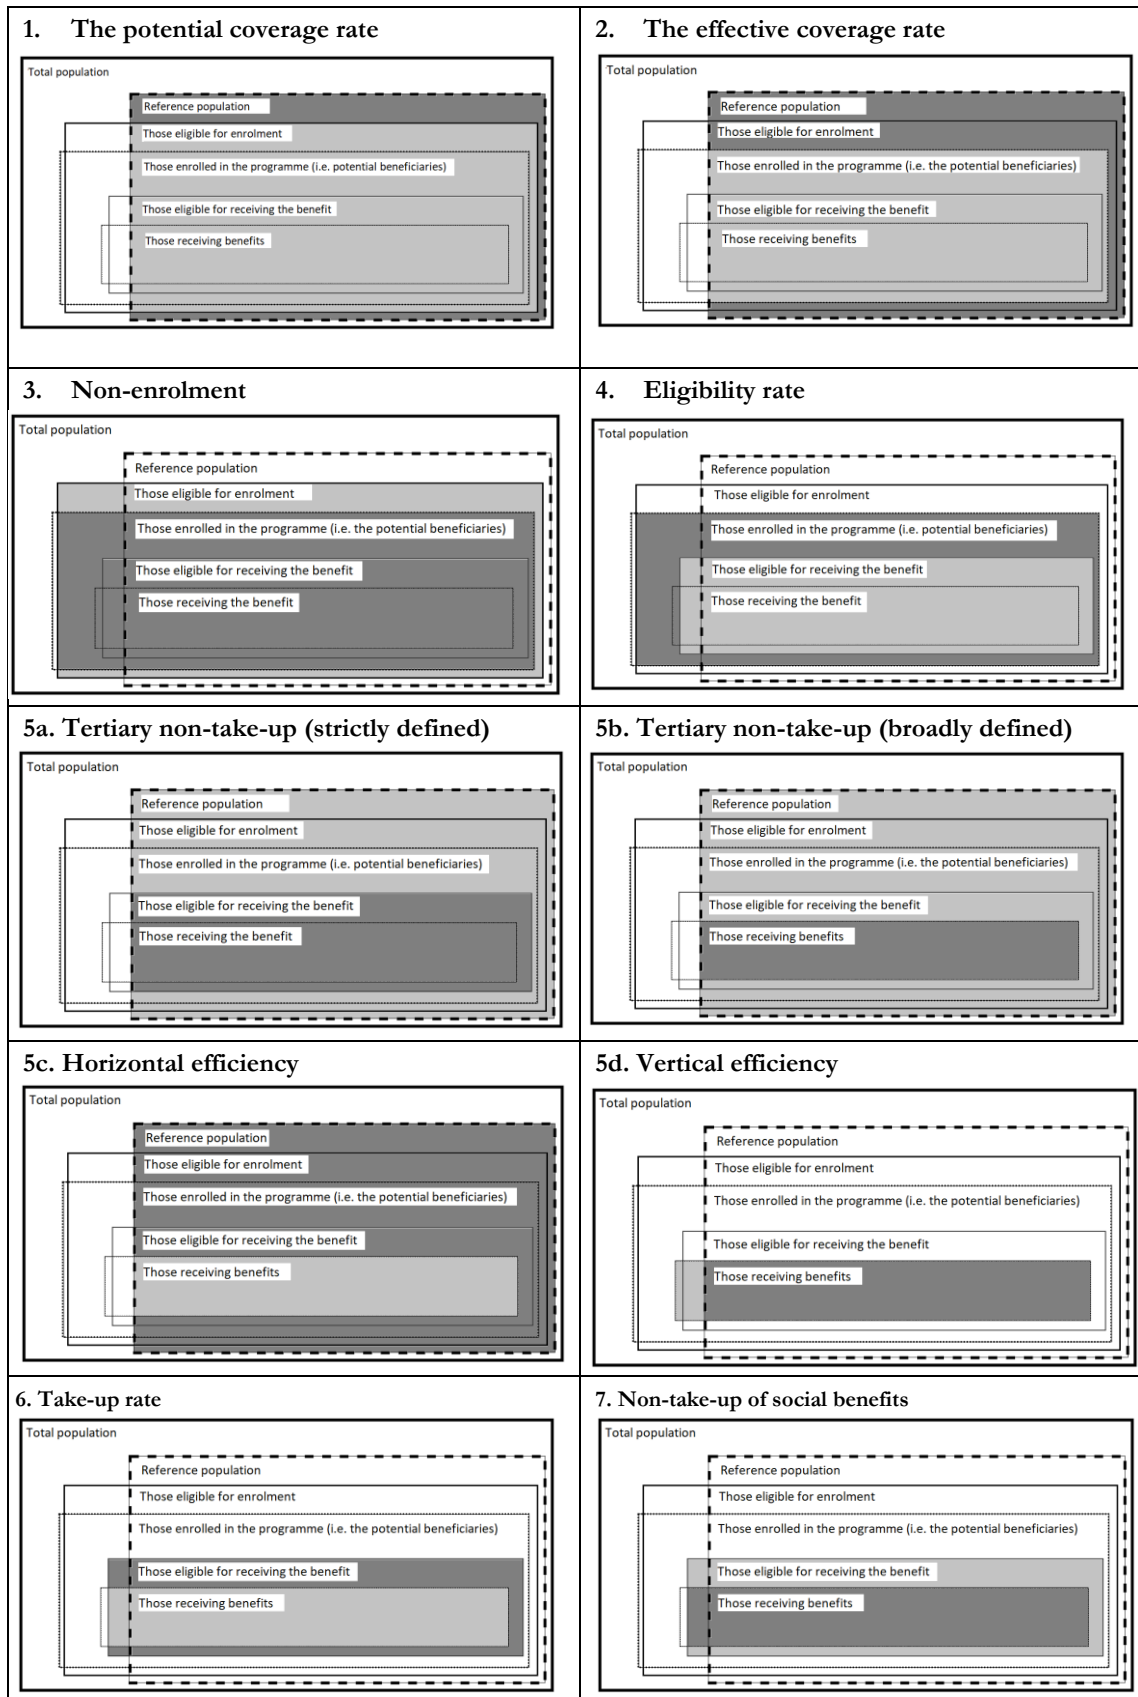 1. The potential coverage rate
Total population
Reference population
Those eligible for enrolment
Those enrolled in the programme (i.e. potential beneficiaries)
Those eligible for receiving the benefit
Those receiving benefits
2. The effective coverage rate
Total population
Reference population
Those eligible for enrolment
Those enrolled in the programme (i.e. the potential beneficiaries)
Those eligible for receiving the benefit
Those receiving benefits
3. Non-enrolment
Total population
Reference population
Those eligible for enrolment
Those enrolled in the programme (i.e. the potential beneficiaries)
Those eligible for receiving the benefit
Those receiving the benefit
4. Eligibility rate
Total population
Reference population
Those eligible for enrolment
Those enrolled in the programme (i.e. potential beneficiaries)
Those eligible for receiving the benefit
Those receiving the benefit
5a. Tertiary non-take-up (strictly defined)
Total population
Reference population
Those eligible for enrolment
Those enrolled in the programme (i.e. potential beneficiaries)
Those eligible for receiving the benefit
Those receiving the benefit
5b. Tertiary non-take-up (broadly defined)
Total population
Reference population
Those eligible for enrolment
Those enrolled in the programme (i.e. the potential beneficiaries)
Those eligible for receiving the benefit
Those receiving benefits
5c. Horizontal efficiency
Total population
Reference population
Those eligible for enrolment
Those enrolled in the programme (i.e. the potential beneficiaries)
Those eligible for receiving the benefit
Those receiving benefits
5d. Vertical efficiency
Total population
Reference population
Those eligible for enrolment
Those enrolled in the programme (i.e. the potential beneficiaries)
Those eligible for receiving the benefit
Those receiving benefits
6. Take-up rate
Total population
Reference population
Those eligible for enrolment
Those enrolled in the programme (i.e. the potential beneficiaries)
Those eligible for receiving the benefit
Those receiving benefits
7. Non-take-up of social benefits
Total population
Reference population
Those eligible for enrolment
Those enrolled in the programme (i.e. the potential beneficiaries)
Those eligible for receiving the benefit
Those receiving benefits